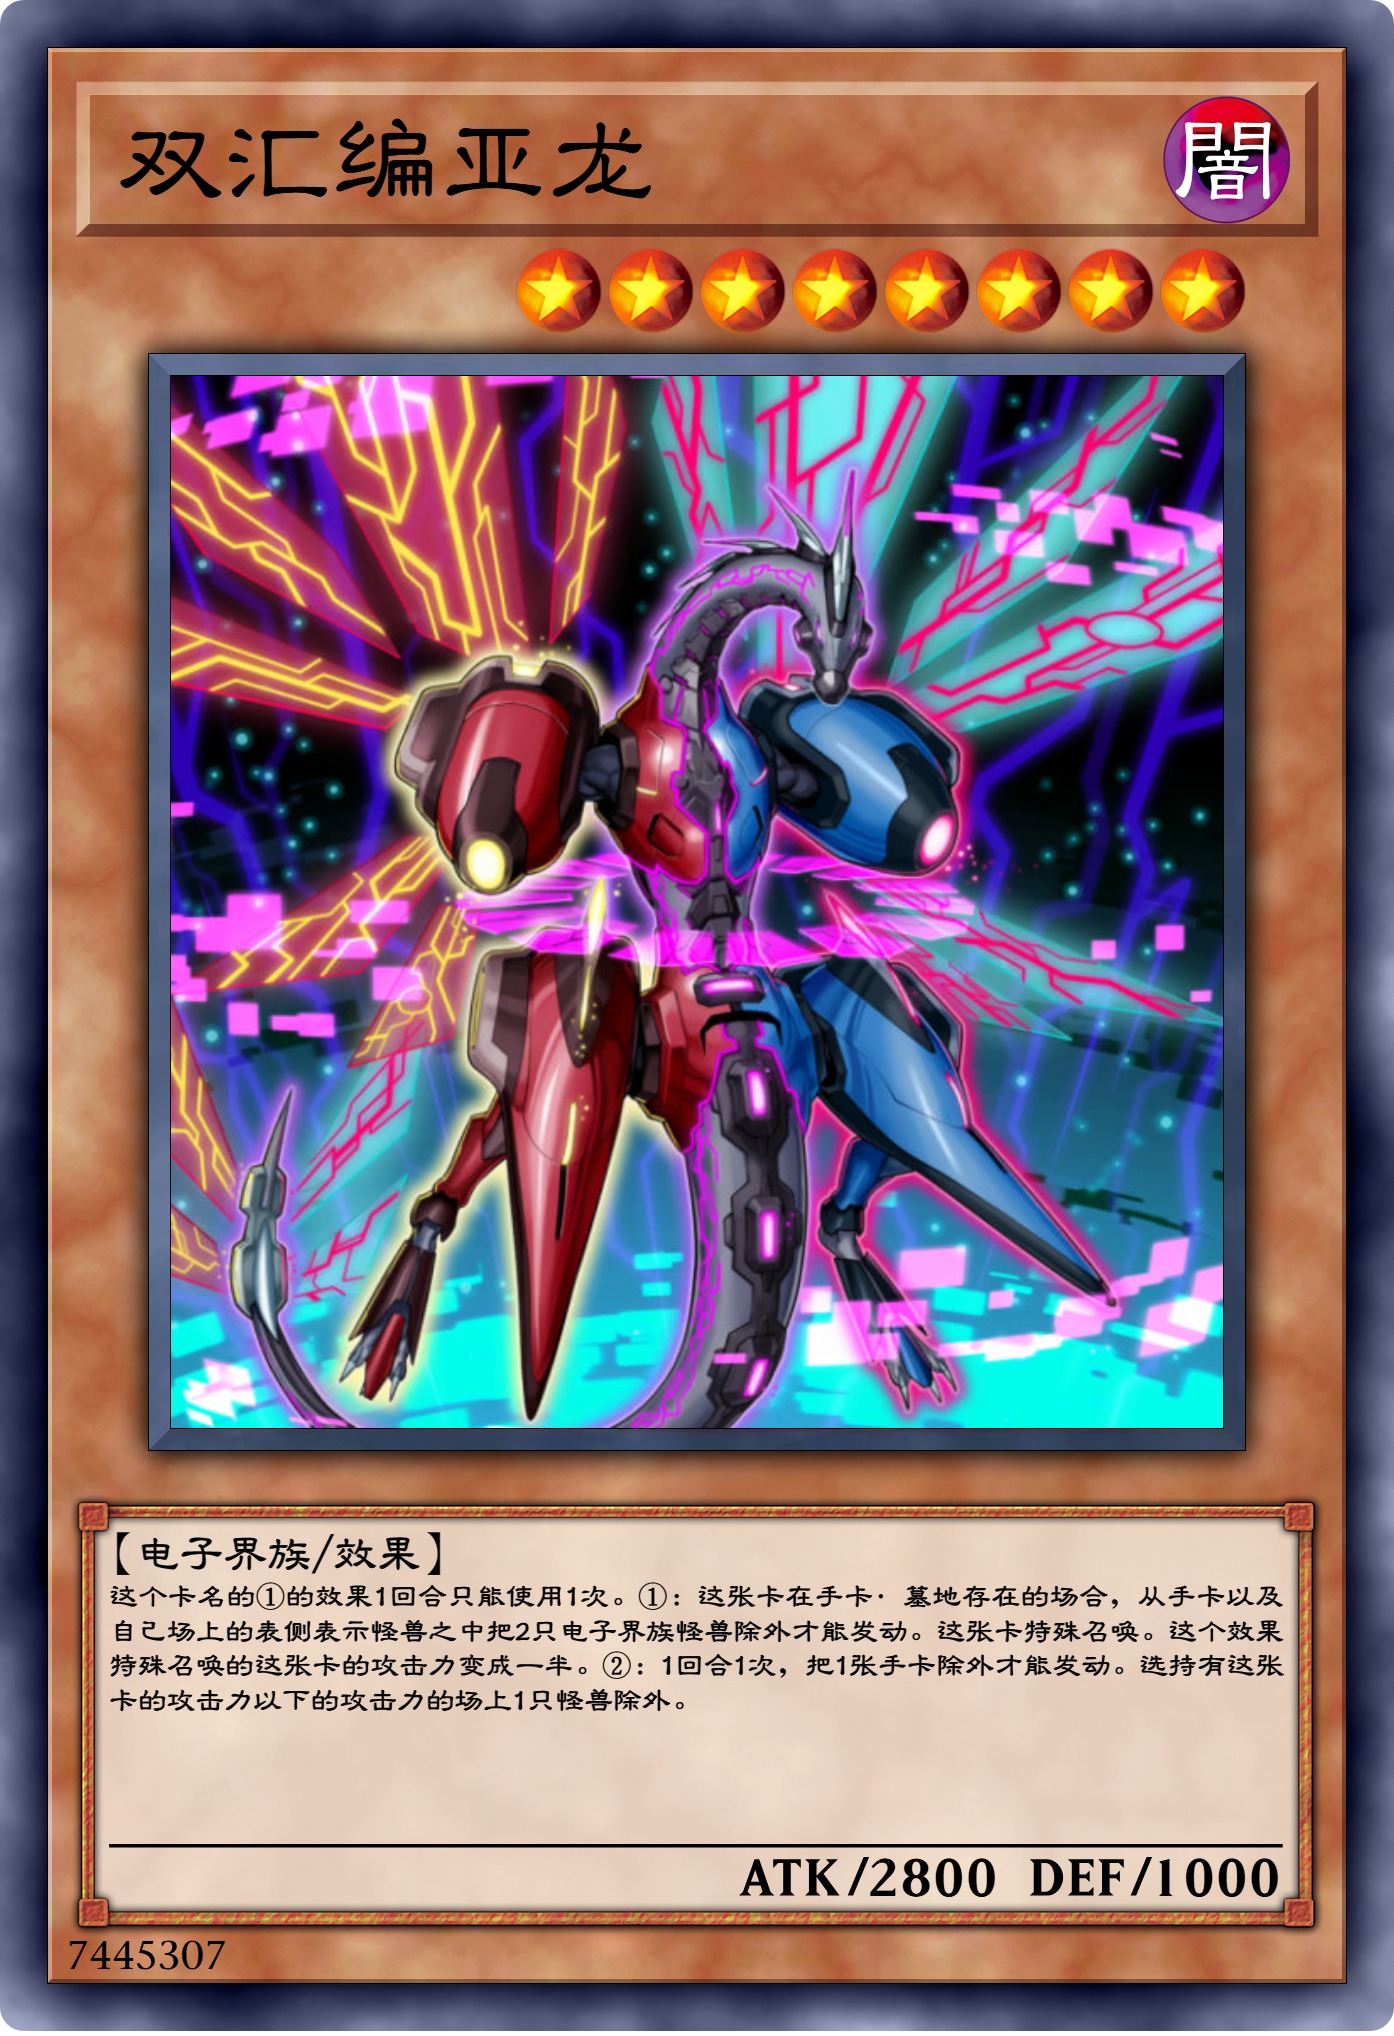 双汇编亚龙
闇
【电子界族/效果】
这个卡名的①的效果1回合只能使用1次。①：这张卡在手卡·墓地存在的场合，从手卡以及
自己场上的表侧表示怪兽之中把2只电子界族怪兽除外才能发动。这张卡特殊召唤。这个效果
特殊召唤的这张卡的攻击力变成一半。②：1回合1次，把1张手卡除外才能发动。选持有这张
卡的攻击力以下的攻击力的场上1只怪兽除外。
ATK/2800 DEF/1000
7445307